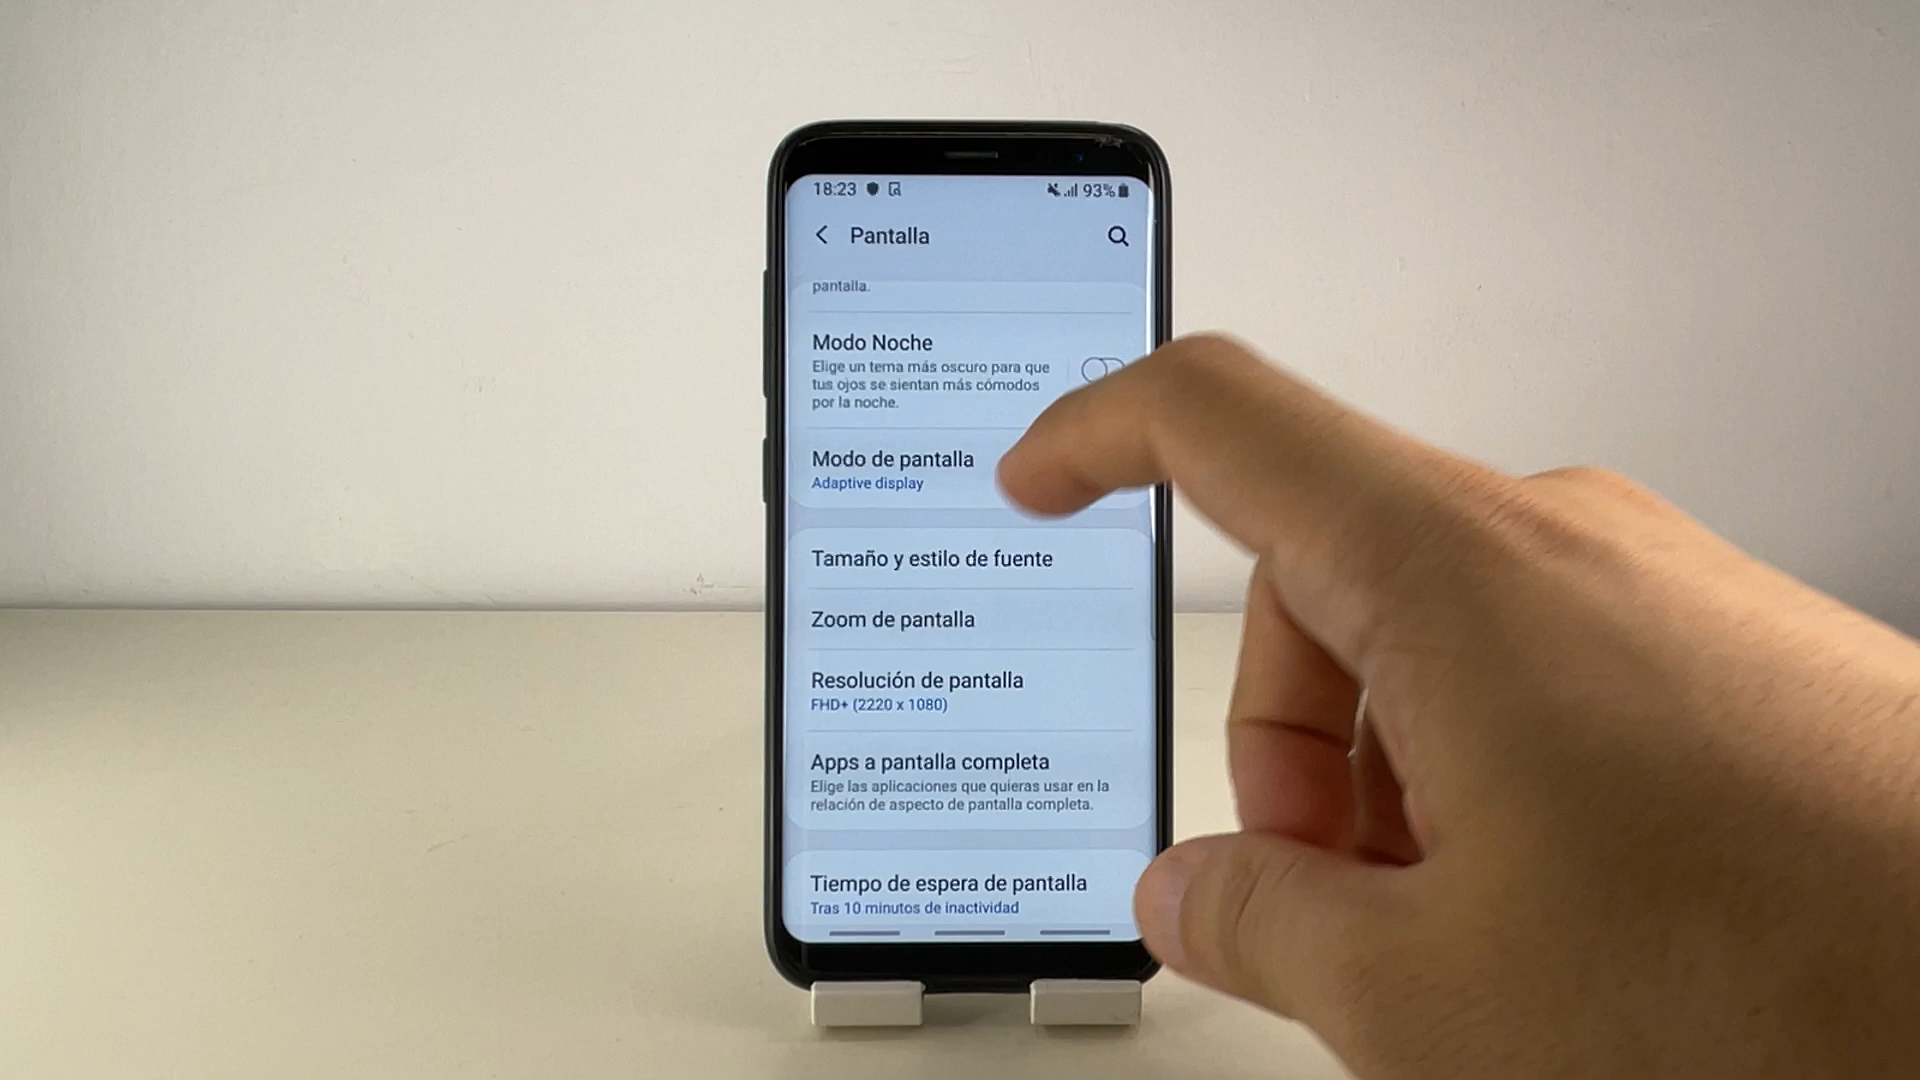 18:23 93%
Pantalla
pantalla.
Modo Noche
Elige un tema más oscuro para que
tus ojos se sientan más cómodos
por la noche.
Modo de pantalla
Adaptive display
Tamaño y estilo de fuente
Zoom de pantalla
Resolución de pantalla
FHD+ (2220 x 1080)
Apps a pantalla completa
Elige las aplicaciones que quieras usar en la
relación de aspecto de pantalla completa.
Tiempo de espera de pantalla
Tras 10 minutos de inactividad